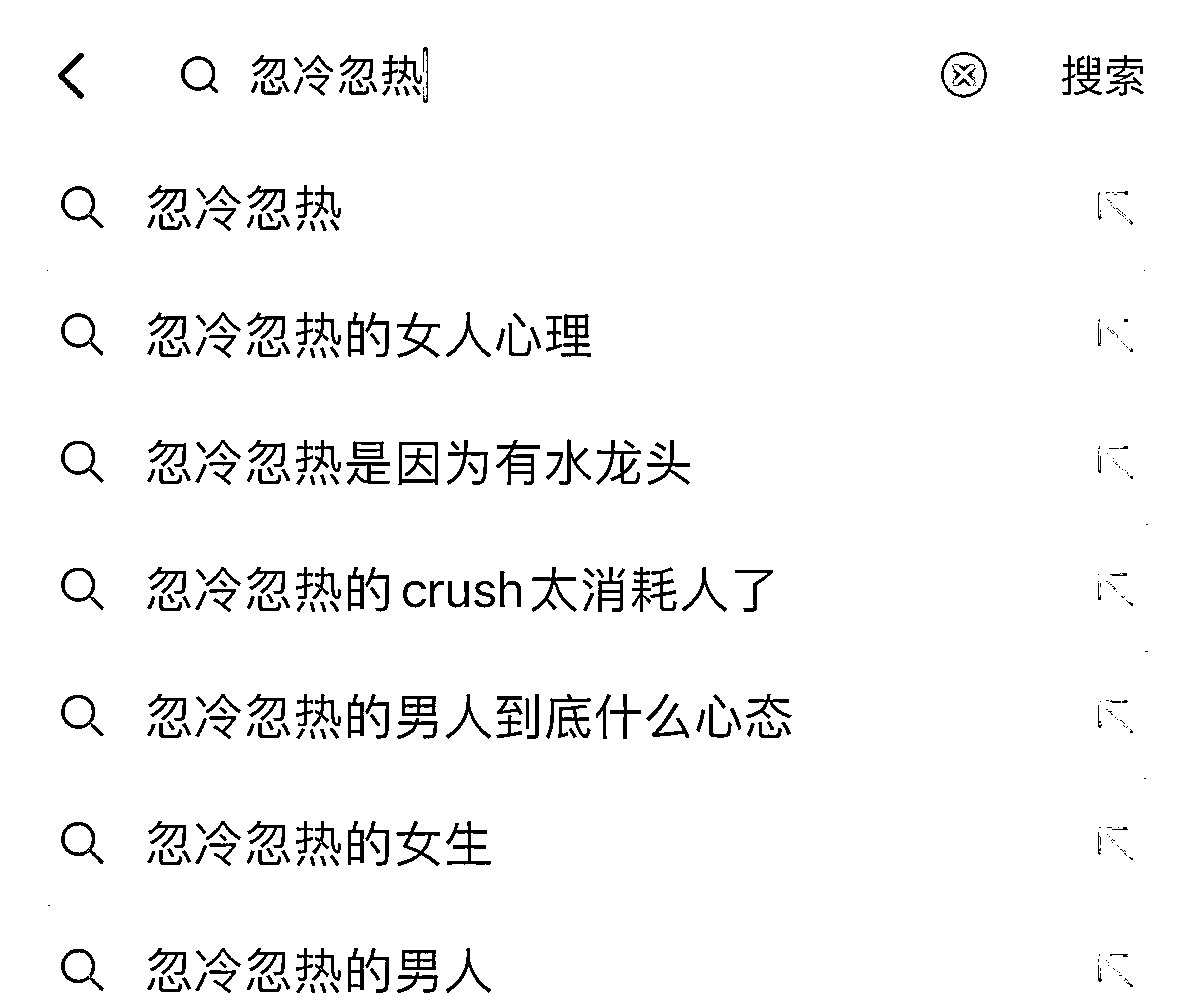 忽冷忽热 搜索
忽冷忽热
忽冷忽热的女人心理
忽冷忽热是因为有水龙头
忽冷忽热的crush太消耗人了
忽冷忽热的男人到底什么心态
忽冷忽热的女生
忽冷忽热的男人